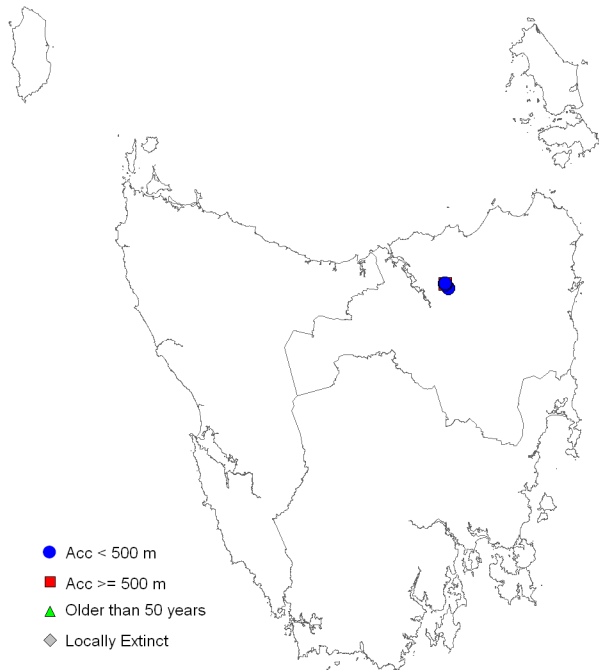 Acc < 500 m
Acc >= 500 m
Older than 50 years
Locally Extinct